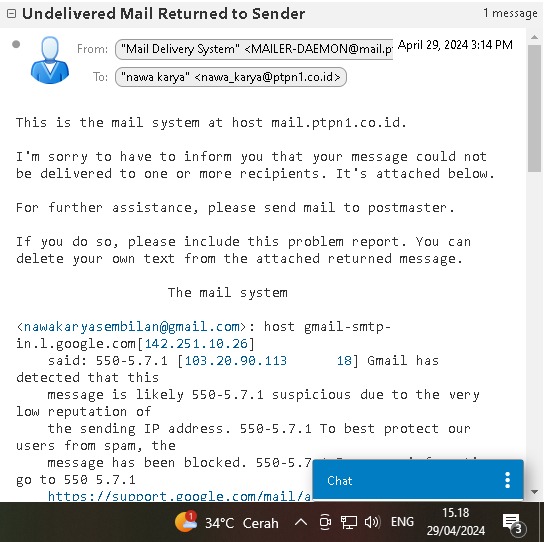 Undelivered Mail Returned to Sender
1 message
From: "Mail Delivery System" <MAILER-DAEMON@mail.p
April 29, 2024 3:14 PM
To: "nawa karya" <nawa_karya@ptpn1.co.id>
This is the mail system at host mail.ptpn1.co.id.
I'm sorry to have to inform you that your message could not
be delivered to one or more recipients. It's attached below.
For further assistance, please send mail to postmaster.
If you do so, please include this problem report. You can
delete your own text from the attached returned message.
The mail system
<nawakaryasembilan@gmail.com>: host gmail-smtp-
in.l.google.com[142.251.10.26]
said: 550-5.7.1 [103.20.90.113 18] Gmail has
detected that this
message is likely 550-5.7.1 suspicious due to the very
low reputation of
the sending IP address. 550-5.7.1 To best protect our
users from spam, the
message has been blocked. 550-5.7
go to 550 5.7.1
https://support.google.com/mail/a
Chat
34°C Cerah
ENG
15.18
29/04/2024
3